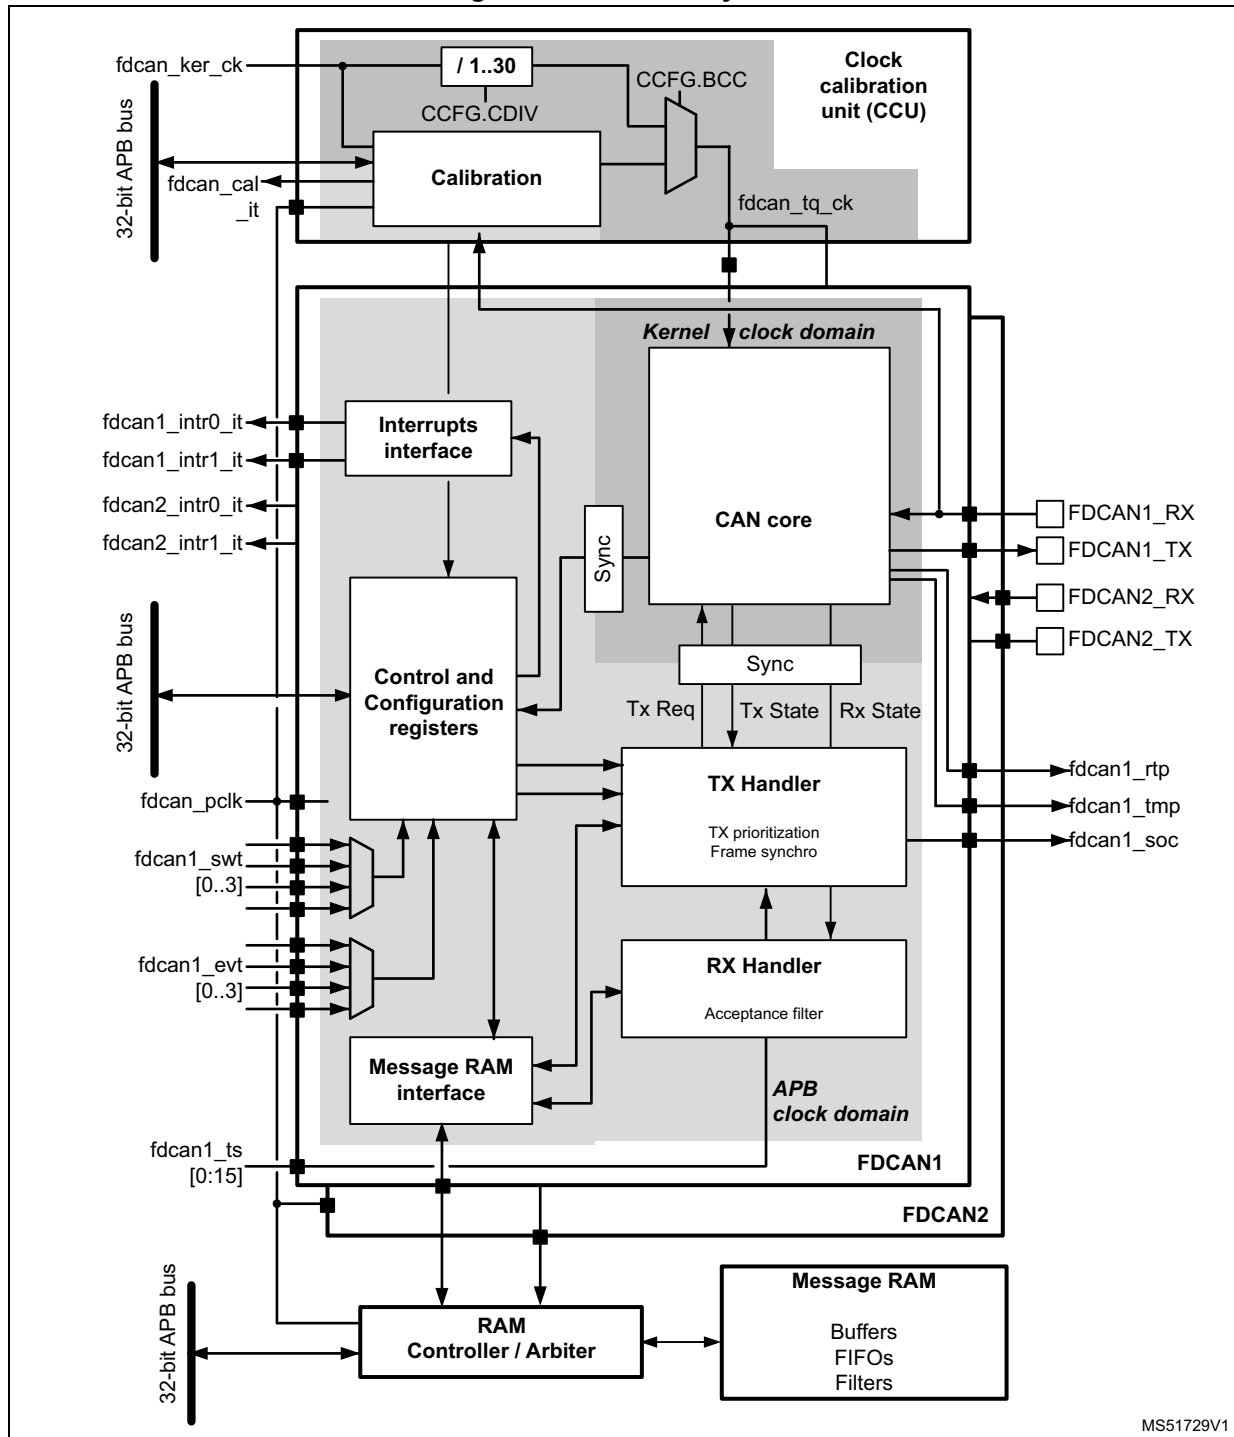 fdcan_ker_ck
/ 1..30
CCFG.CDIV
CCFG.BCC
Clock
calibration
unit (CCU)
32-bit APB bus
Calibration
fdcan_cal
_it
fdcan_tq_ck
Kernel clock domain
fdcan1_intr0_it
fdcan1_intr1_it
fdcan2_intr0_it
fdcan2_intr1_it
Interrupts
interface
CAN core
Sync
FDCAN1_RX
FDCAN1_TX
FDCAN2_RX
FDCAN2_TX
Sync
32-bit APB bus
Control and
Configuration
registers
Tx Req
Tx State
Rx State
TX Handler
TX prioritization
Frame synchro
fdcan1_rtp
fdcan1_tmp
fdcan1_soc
fdcan_pclk
fdcan1_swt
[0..3]
fdcan1_evt
[0..3]
RX Handler
Acceptance filter
Message RAM
interface
APB
clock domain
fdcan1_ts
[0:15]
FDCAN1
FDCAN2
32-bit APB bus
RAM
Controller / Arbiter
Message RAM
Buffers
FIFOs
Filters
MS51729V1